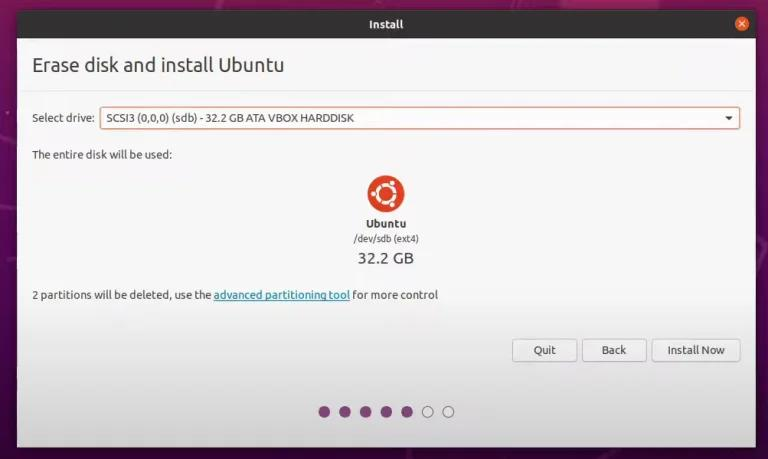 Install
Erase disk and install Ubuntu
Select drive: SCSI3 (0,0,0) (sdb) - 32.2 GB ATA VBOX HARDDISK
The entire disk will be used:
Ubuntu
/dev/sdb (ext4)
32.2 GB
2 partitions will be deleted, use the advanced partitioning tool for more control
Quit Back Install Now